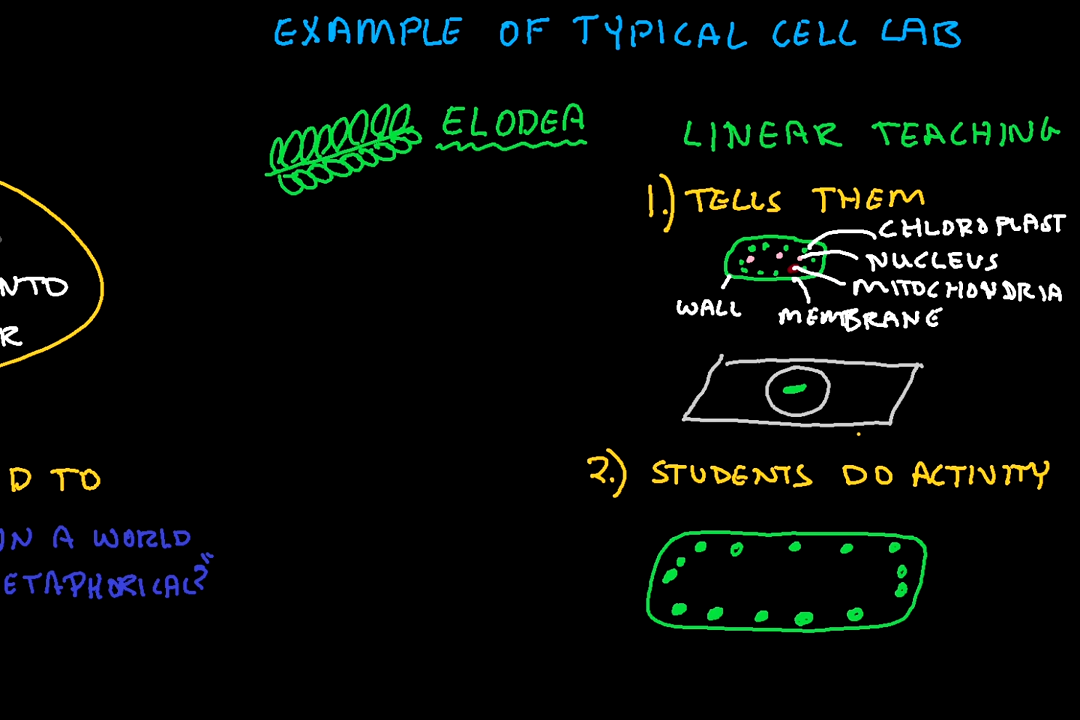 EXAMPLE OF TYPICAL CELL LAB
ELODEA
LINEAR TEACHING
1.) TELLS THEM
CHLOROPLAST
NUCLEUS
MITOCHONDRIA
WALL
MEMBRANE
NTO
R
2.) STUDENTS DO ACTIVITY
D TO
N A WORLD
ETAPHORICAL?"